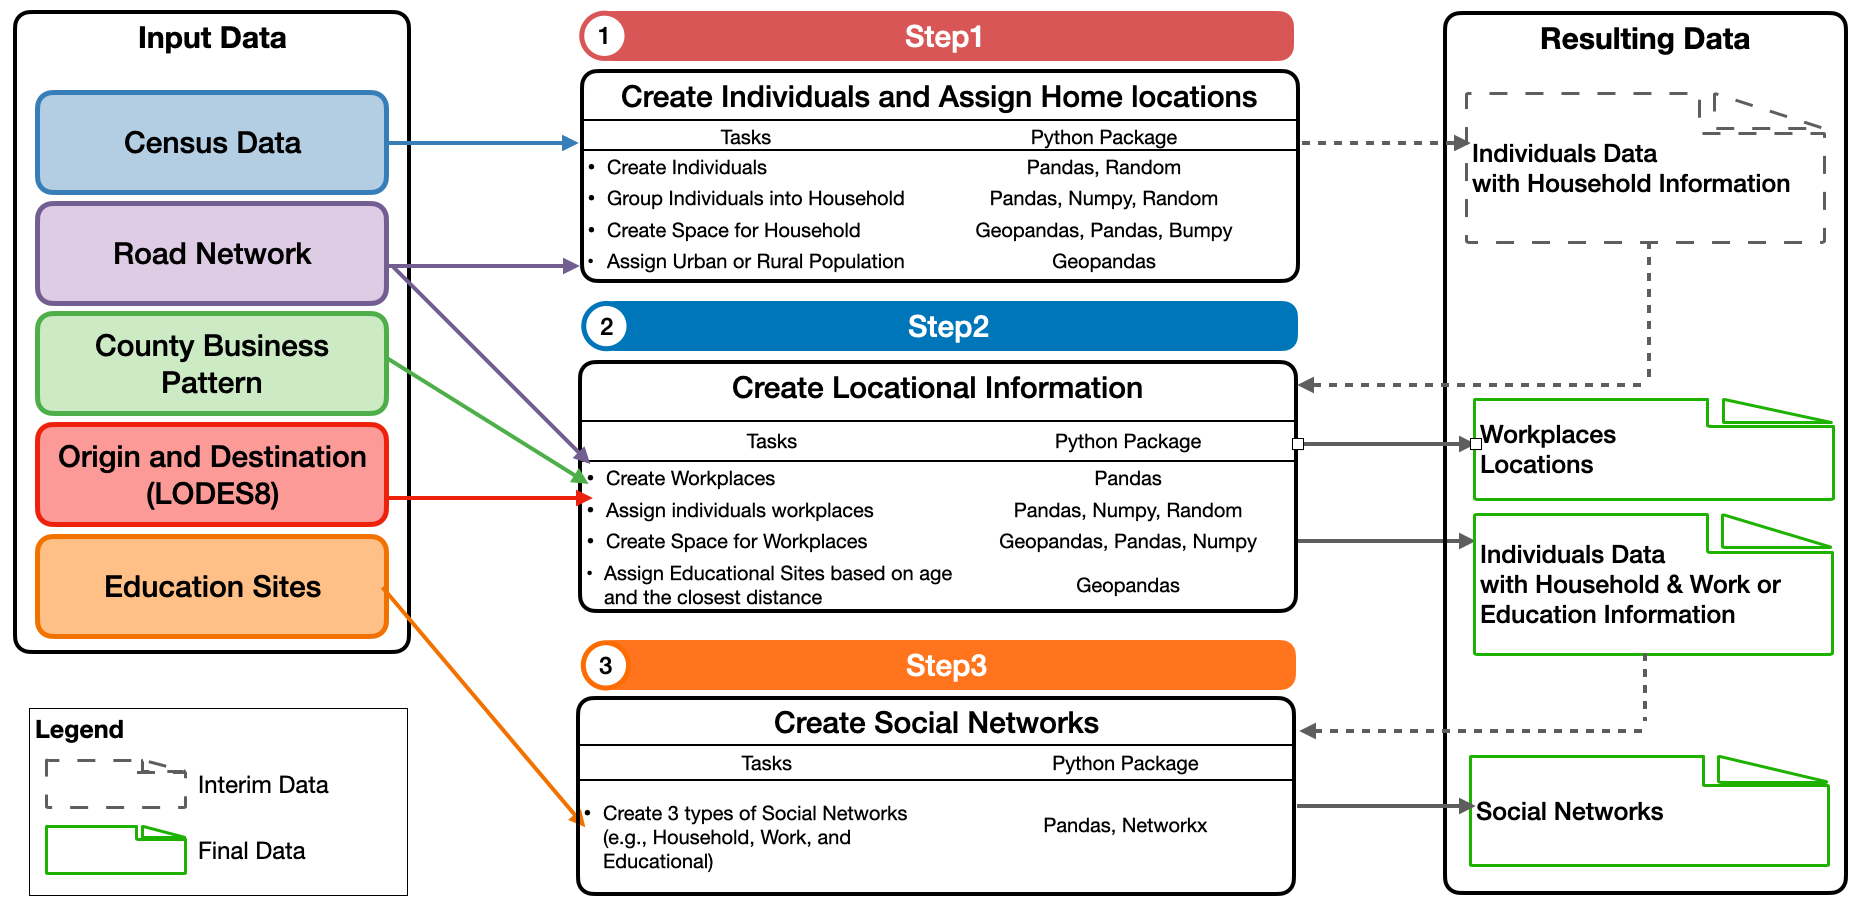 Input Data
Census Data
Road Network
County Business
Pattern
Origin and Destination
(LODES8)
Education Sites
Legend
Interim Data
Final Data
1
Step1
Create Individuals and Assign Home locations
Tasks Python Package
• Create Individuals Pandas, Random
• Group Individuals into Household Pandas, Numpy, Random
• Create Space for Household Geopandas, Pandas, Bumpy
• Assign Urban or Rural Population Geopandas
2
Step2
Create Locational Information
Tasks Python Package
• Create Workplaces Pandas
• Assign individuals workplaces Pandas, Numpy, Random
• Create Space for Workplaces Geopandas, Pandas, Numpy
• Assign Educational Sites based on age
and the closest distance Geopandas
3
Step3
Create Social Networks
Tasks Python Package
• Create 3 types of Social Networks
(e.g., Household, Work, and Pandas, Networkx
Educational)
Resulting Data
Individuals Data
with Household Information
Workplaces
Locations
Individuals Data
with Household & Work or
Education Information
Social Networks